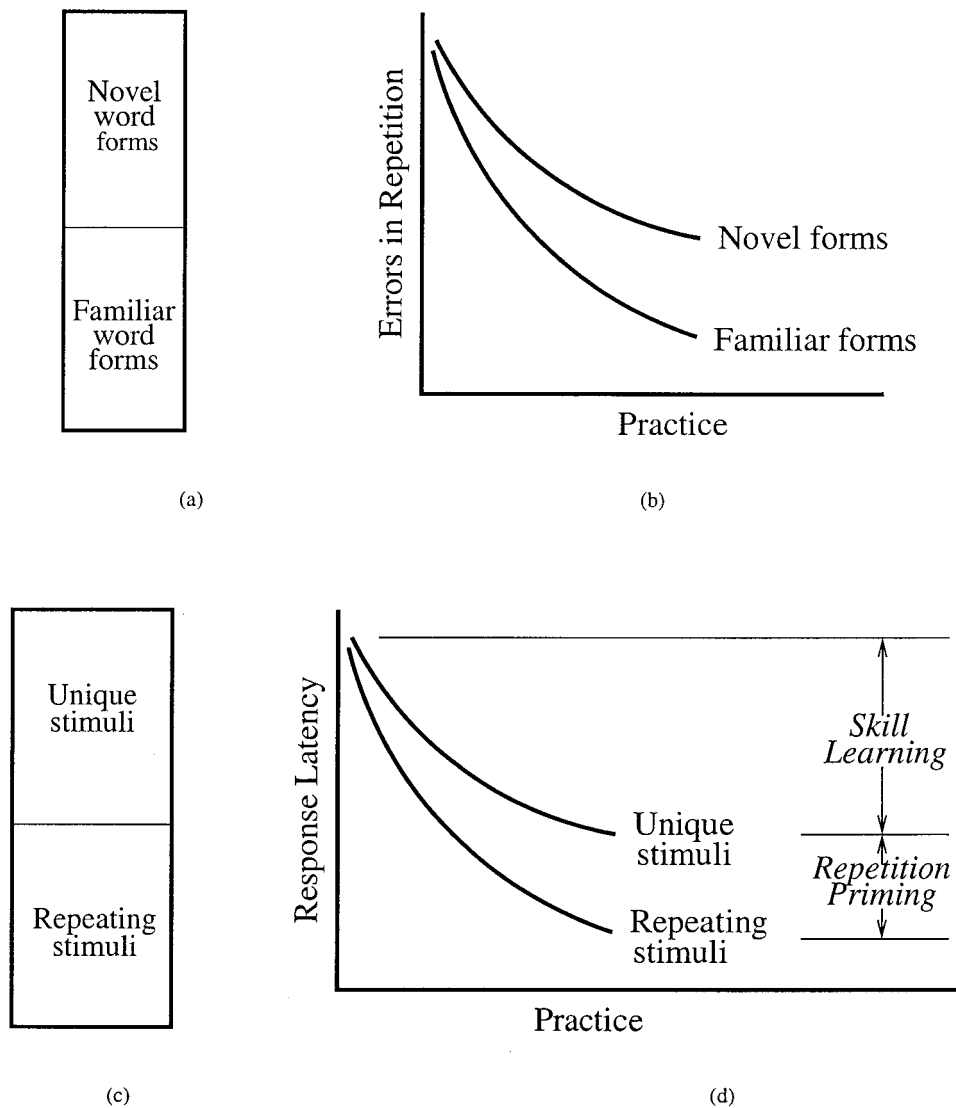 Novel
word
forms
Familiar
word
forms
(a)
Errors in Repetition
Novel forms
Familiar forms
Practice
(b)
Unique
stimuli
Repeating
stimuli
(c)
Response Latency
Unique
stimuli
Repeating
stimuli
Skill
Learning
Repetition
Priming
Practice
(d)